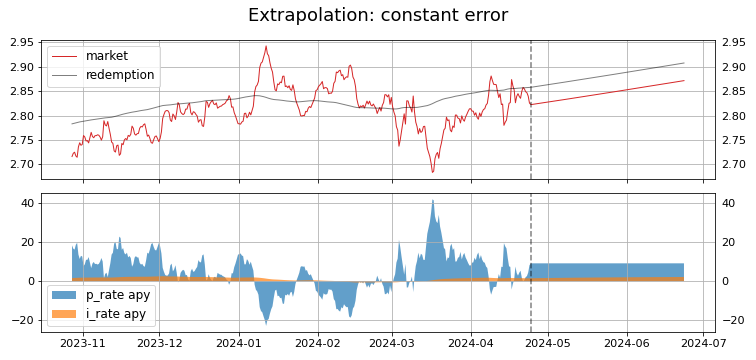 Extrapolation: constant error
2.95 2.95
market
redemption
2.90 2.90
2.85 2.85
2.80 2.80
2.75 2.75
2.70 2.70
40 40
20 20
0 0
p_rate apy
i_rate apy
−20 −20
2023-11 2023-12 2024-01 2024-02 2024-03 2024-04 2024-05 2024-06 2024-07